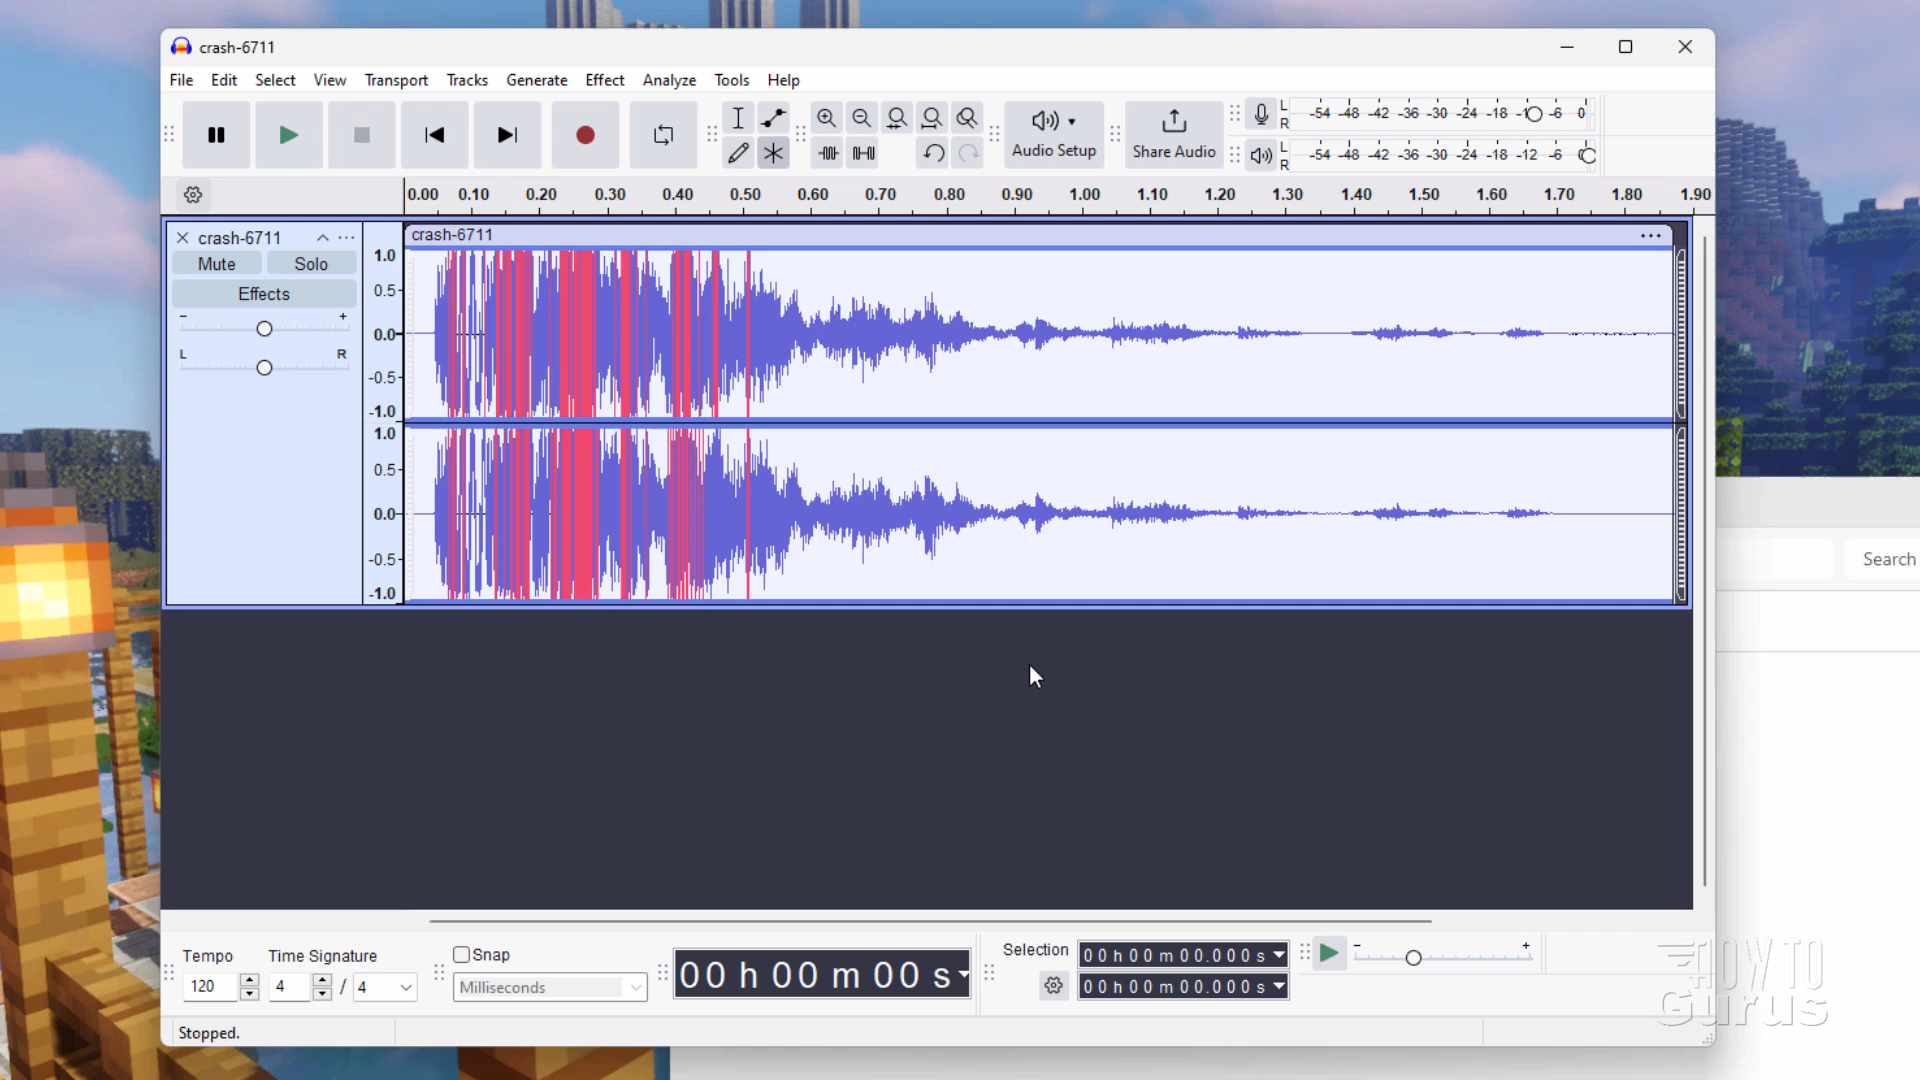 crash-6711
File Edit Select View Transport Tracks Generate Effect Analyze Tools Help
Audio Setup
Share Audio
L
R
-54 -48 -42 -36 -30 -24 -18 -6 0
L
R
-54 -48 -42 -36 -30 -24 -18 -12 -6
0.00 0.10 0.20 0.30 0.40 0.50 0.60 0.70 0.80 0.90 1.00 1.10 1.20 1.30 1.40 1.50 1.60 1.70 1.80 1.90
crash-6711
Mute Solo
Effects
- +
L R
1.0
0.5
0.0
-0.5
-1.0
1.0
0.5
0.0
-0.5
-1.0
crash-6711
Search
Tempo
120
Time Signature
4 / 4
Snap
Milliseconds
00 h 00 m 00 s
Selection
00 h 00 m 00.000 s
00 h 00 m 00.000 s
- +
Stopped.
HOW TO
Gurus